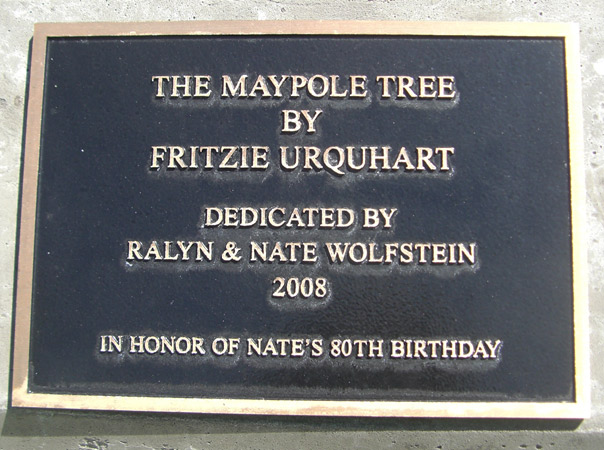 THE MAYPOLE TREE
BY
FRITZIE URQUHART
DEDICATED BY
RALYN & NATE WOLFSTEIN
2008
IN HONOR OF NATE'S 80TH BIRTHDAY